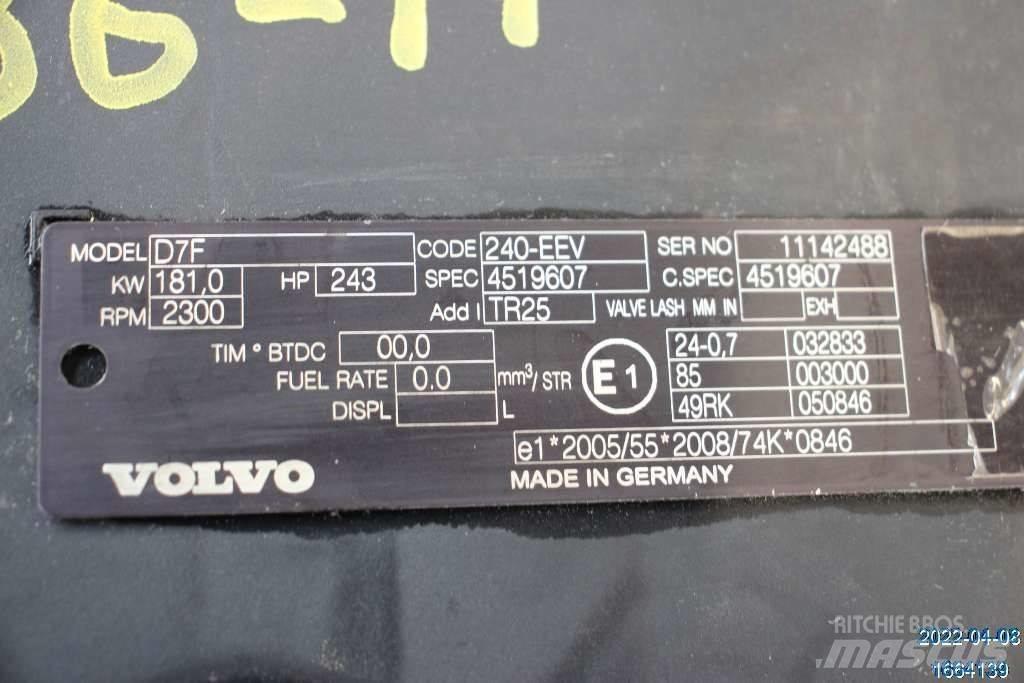 36-11
MODEL D7F CODE 240-EEV SER NO 11142488
KW 181,0 HP 243 SPEC 4519607 C.SPEC 4519607
RPM 2300 Add I TR25 VALVE LASH MM IN EXH
TIM ° BTDC 00,0 24-0,7 032833
FUEL RATE 0.0 mm³/ STR E1 85 003000
DISPL L 49RK 050846
e1*2005/55*2008/74K*0846
VOLVO MADE IN GERMANY
RITCHIE BROS
MASCUS
2022-04-08
1664139